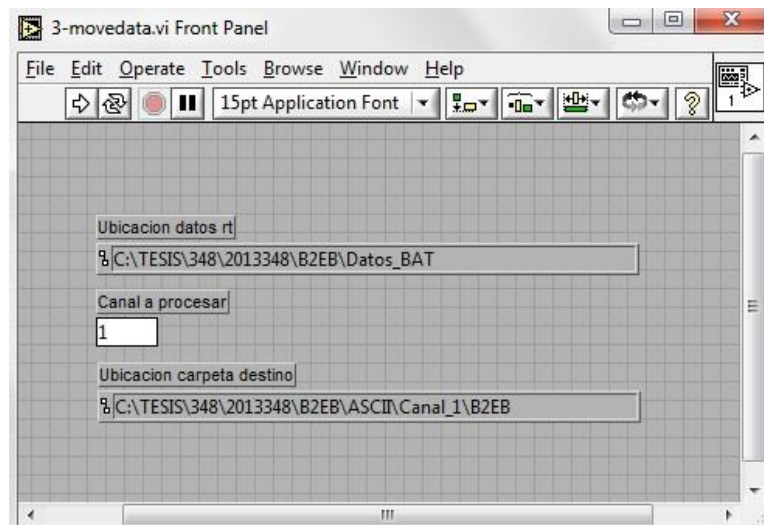 3-movedata.vi Front Panel
File Edit Operate Tools Browse Window Help
15pt Application Font
1
Ubicacion datos rt
C:\TESIS\348\2013348\B2EB\Datos_BAT
Canal a procesar
1
Ubicacion carpeta destino
C:\TESIS\348\2013348\B2EB\ASCII\Canal_1\B2EB